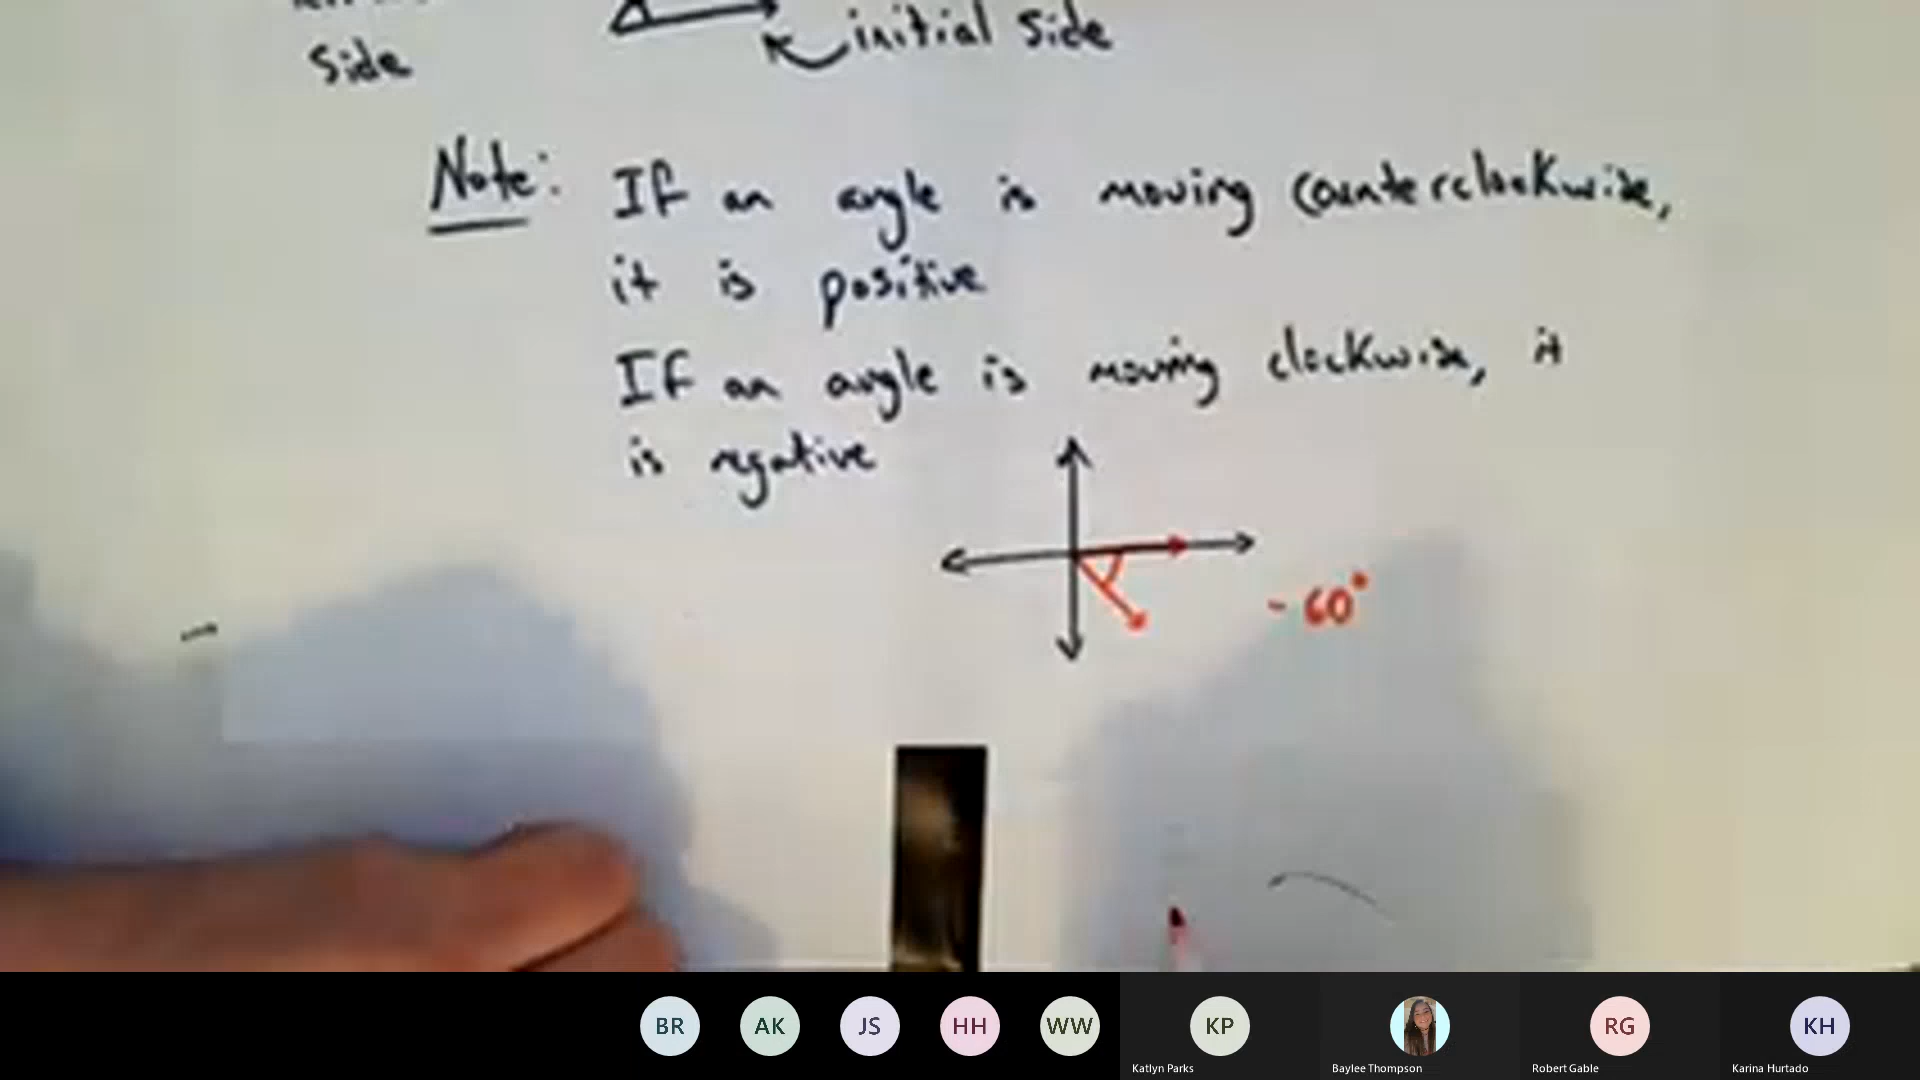 Side
initial side
Note: If an angle is moving counterclockwise,
it is positive
If an angle is moving clockwise, it
is negative
- 60°
BR AK JS HH WW KP RG KH
Katlyn Parks Baylee Thompson Robert Gable Karina Hurtado